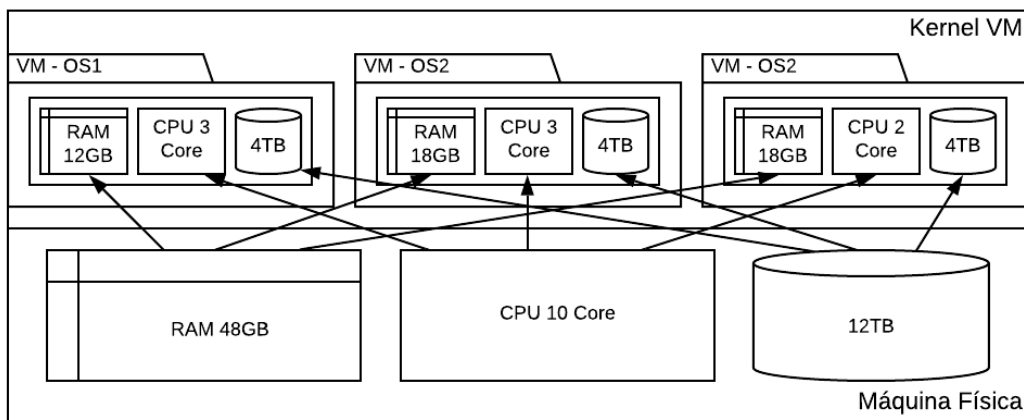 Kernel VM
VM - OS1
VM - OS2
VM - OS2
RAM
12GB
CPU 3
Core
4TB
RAM
18GB
CPU 3
Core
4TB
RAM
18GB
CPU 2
Core
4TB
RAM 48GB
CPU 10 Core
12TB
Máquina Física